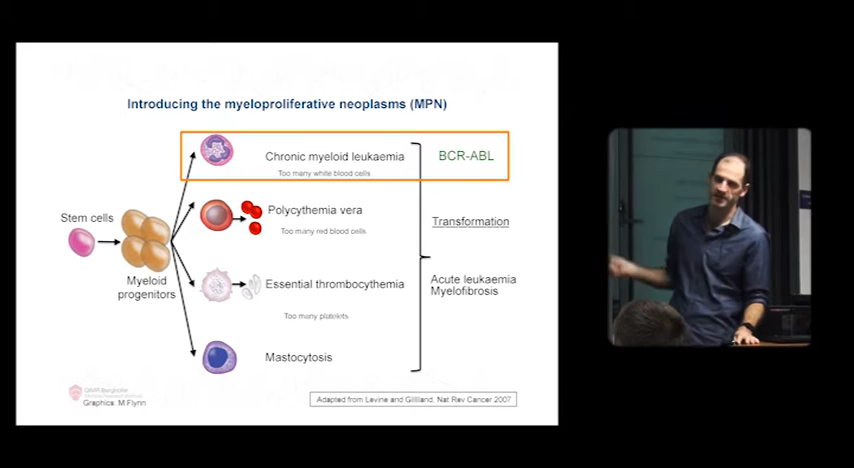 Introducing the myeloproliferative neoplasms (MPN)
Chronic myeloid leukaemia
BCR-ABL
Too many white blood cells
Stem cells
Polycythemia vera
Transformation
Too many red blood cells
Myeloid
progenitors
Essential thrombocythemia
Acute leukaemia
Myelofibrosis
Too many platelets
Mastocytosis
QIMR Berghofer
Graphics: M.Flynn
Adapted from Levine and Gilliland, Nat Rev Cancer 2007